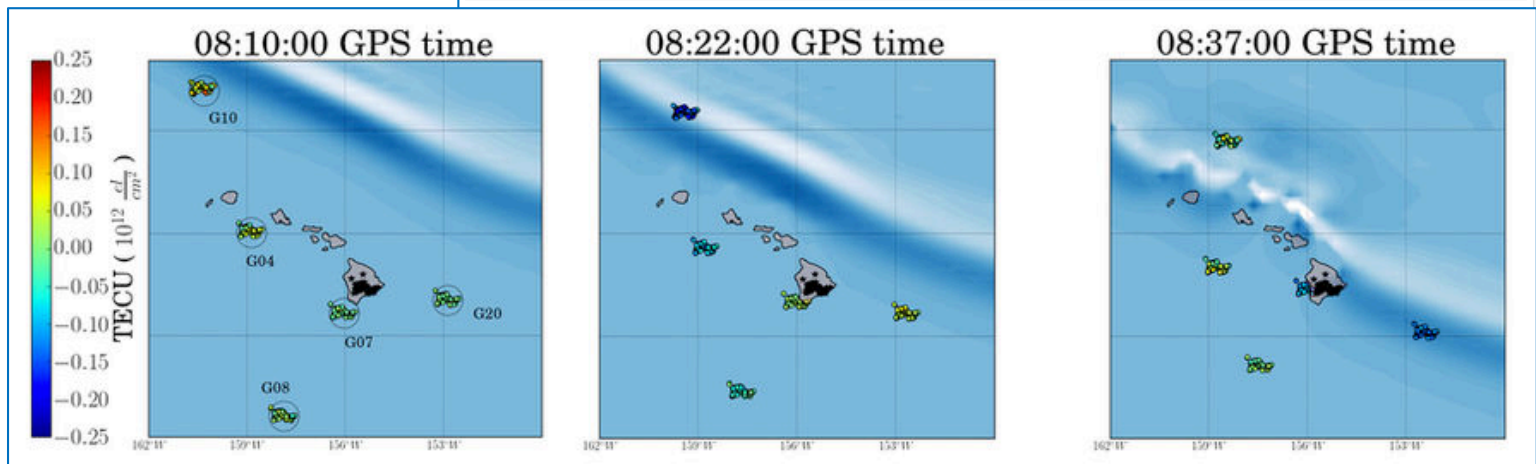 08:10:00 GPS time
08:22:00 GPS time
08:37:00 GPS time
0.25
0.20
0.15
0.10
0.05
0.00
−0.05
−0.10
−0.15
−0.20
−0.25
TECU ( 10¹² el/cm² )
G10
G04
G20
G07
G08
162°W
159°W
156°W
153°W
162°W
159°W
156°W
153°W
162°W
159°W
156°W
153°W